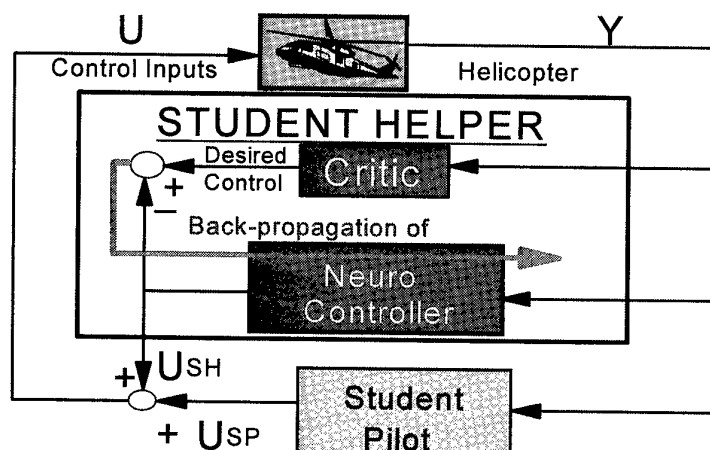 U
Y
Control Inputs
Helicopter
STUDENT HELPER
Desired
Control
Critic
+
−
Back-propagation of
Neuro
Controller
+
USH
+ USP
Student
Pilot